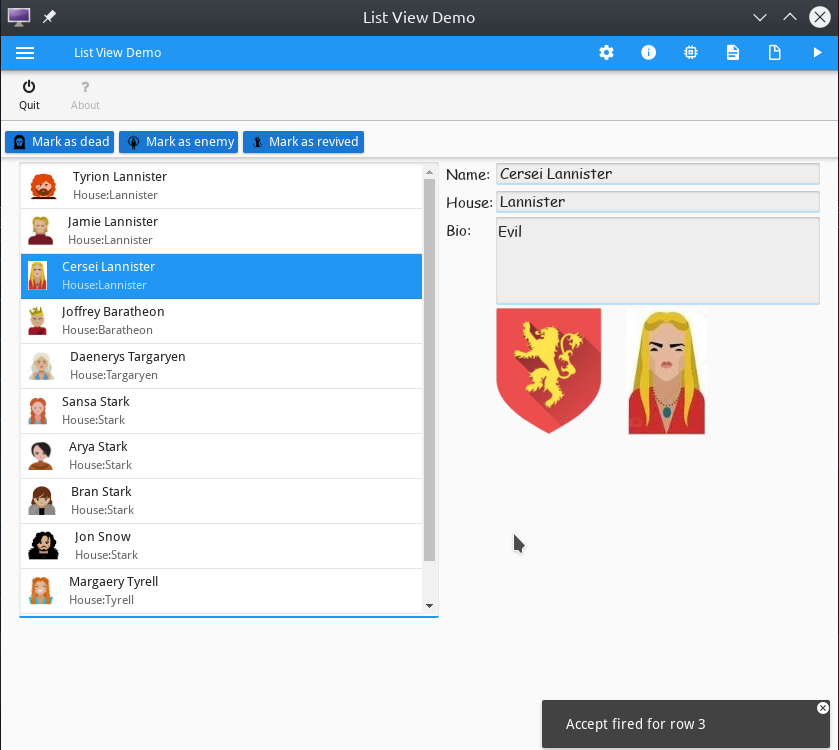 List View Demo
List View Demo
Quit
About
Mark as dead
Mark as enemy
Mark as revived
Tyrion Lannister
House:Lannister
Jamie Lannister
House:Lannister
Cersei Lannister
House:Lannister
Joffrey Baratheon
House:Baratheon
Daenerys Targaryen
House:Targaryen
Sansa Stark
House:Stark
Arya Stark
House:Stark
Bran Stark
House:Stark
Jon Snow
House:Stark
Margaery Tyrell
House:Tyrell
Name: Cersei Lannister
House: Lannister
Bio: Evil
Accept fired for row 3